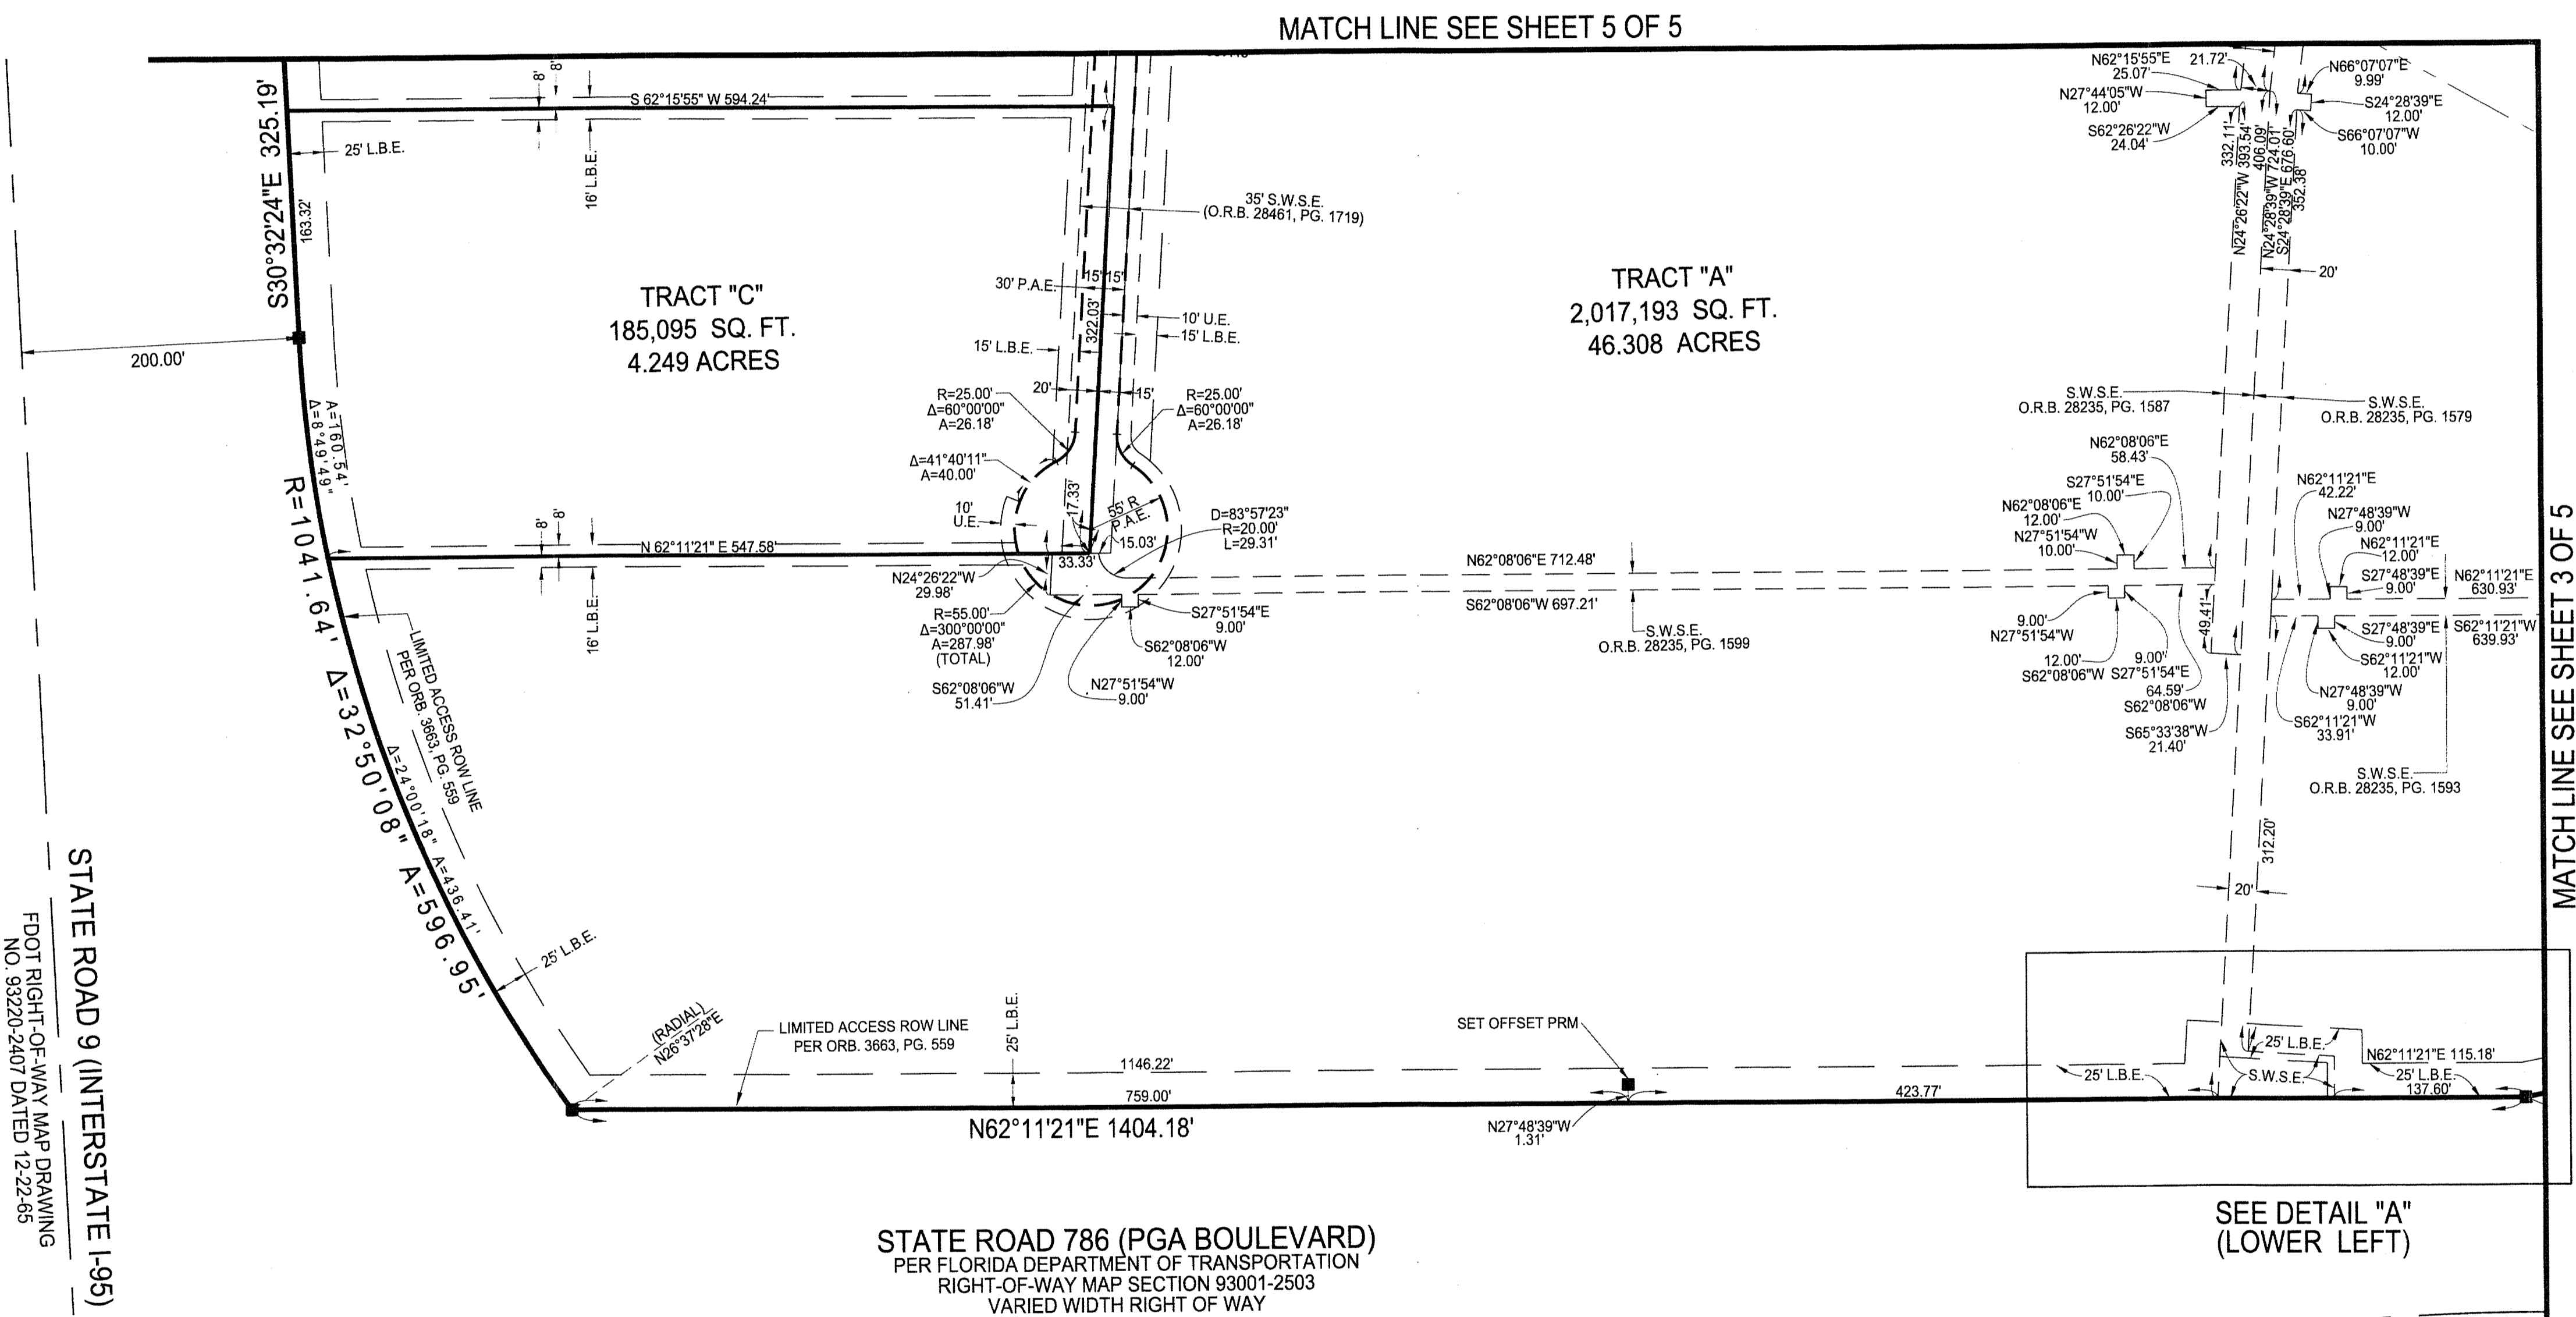 MATCH LINE SEE SHEET 5 OF 5
S30°32'24"E 325.19'
163.32'
25' L.B.E.
8'
8'
16' L.B.E.
S 62°15'55" W 594.24'
200.00'
TRACT "C"
185,095 SQ. FT.
4.249 ACRES
A=160.54'
Δ=8°49'49"
R=1041.64' Δ=32°50'08" A=596.95'
35' S.W.S.E.
(O.R.B. 28461, PG. 1719)
15'
15'
30' P.A.E.
322.03'
10' U.E.
15' L.B.E.
15' L.B.E.
20'
15'
R=25.00'
Δ=60°00'00"
A=26.18'
R=25.00'
Δ=60°00'00"
A=26.18'
Δ=41°40'11"
A=40.00'
10'
U.E.
17.33'
55' R
P.A.E.
15.03'
33.33'
D=83°57'23"
R=20.00'
L=29.31'
8'
8'
16' L.B.E.
N 62°11'21" E 547.58'
N24°26'22"W
29.98'
R=55.00'
Δ=300°00'00"
A=287.98'
(TOTAL)
S62°08'06"W
51.41'
N27°51'54"W
9.00'
S62°08'06"W
12.00'
S27°51'54"E
9.00'
TRACT "A"
2,017,193 SQ. FT.
46.308 ACRES
N62°08'06"E 712.48'
S62°08'06"W 697.21'
S.W.S.E.
O.R.B. 28235, PG. 1599
N62°15'55"E
25.07'
21.72'
N27°44'05"W
12.00'
S62°26'22"W
24.04'
N66°07'07"E
9.99'
S24°28'39"E
12.00'
S66°07'07"W
10.00'
332.11'
N24°26'22"W 393.54'
406.09'
N24°28'39"W 724.01'
S24°28'39"E 676.60'
352.38'
20'
S.W.S.E.
O.R.B. 28235, PG. 1587
S.W.S.E.
O.R.B. 28235, PG. 1579
N62°08'06"E
58.43'
S27°51'54"E
10.00'
N62°08'06"E
12.00'
N27°51'54"W
10.00'
9.00'
N27°51'54"W
12.00'
S62°08'06"W
9.00'
S27°51'54"E
64.59'
S62°08'06"W
49.41'
S65°33'38"W
21.40'
N62°11'21"E
42.22'
N27°48'39"W
9.00'
N62°11'21"E
12.00'
S27°48'39"E
9.00'
N62°11'21"E
630.93'
S62°11'21"W
639.93'
S27°48'39"E
9.00'
S62°11'21"W
12.00'
N27°48'39"W
9.00'
S62°11'21"W
33.91'
S.W.S.E.
O.R.B. 28235, PG. 1593
312.20'
20'
MATCH LINE SEE SHEET 3 OF 5
LIMITED ACCESS ROW LINE
PER ORB. 3663, PG. 559
Δ=24°00'18" A=436.41'
25' L.B.E.
(RADIAL)
N26°37'28"E
LIMITED ACCESS ROW LINE
PER ORB. 3663, PG. 559
25' L.B.E.
1146.22'
759.00'
SET OFFSET PRM
N27°48'39"W
1.31'
423.77'
N62°11'21"E 1404.18'
25' L.B.E.
N62°11'21"E 115.18'
25' L.B.E.
S.W.S.E.
25' L.B.E.
137.60'
SEE DETAIL "A"
(LOWER LEFT)
STATE ROAD 9 (INTERSTATE I-95)
FDOT RIGHT-OF-WAY MAP DRAWING
NO. 93220-2407 DATED 12-22-65
STATE ROAD 786 (PGA BOULEVARD)
PER FLORIDA DEPARTMENT OF TRANSPORTATION
RIGHT-OF-WAY MAP SECTION 93001-2503
VARIED WIDTH RIGHT OF WAY